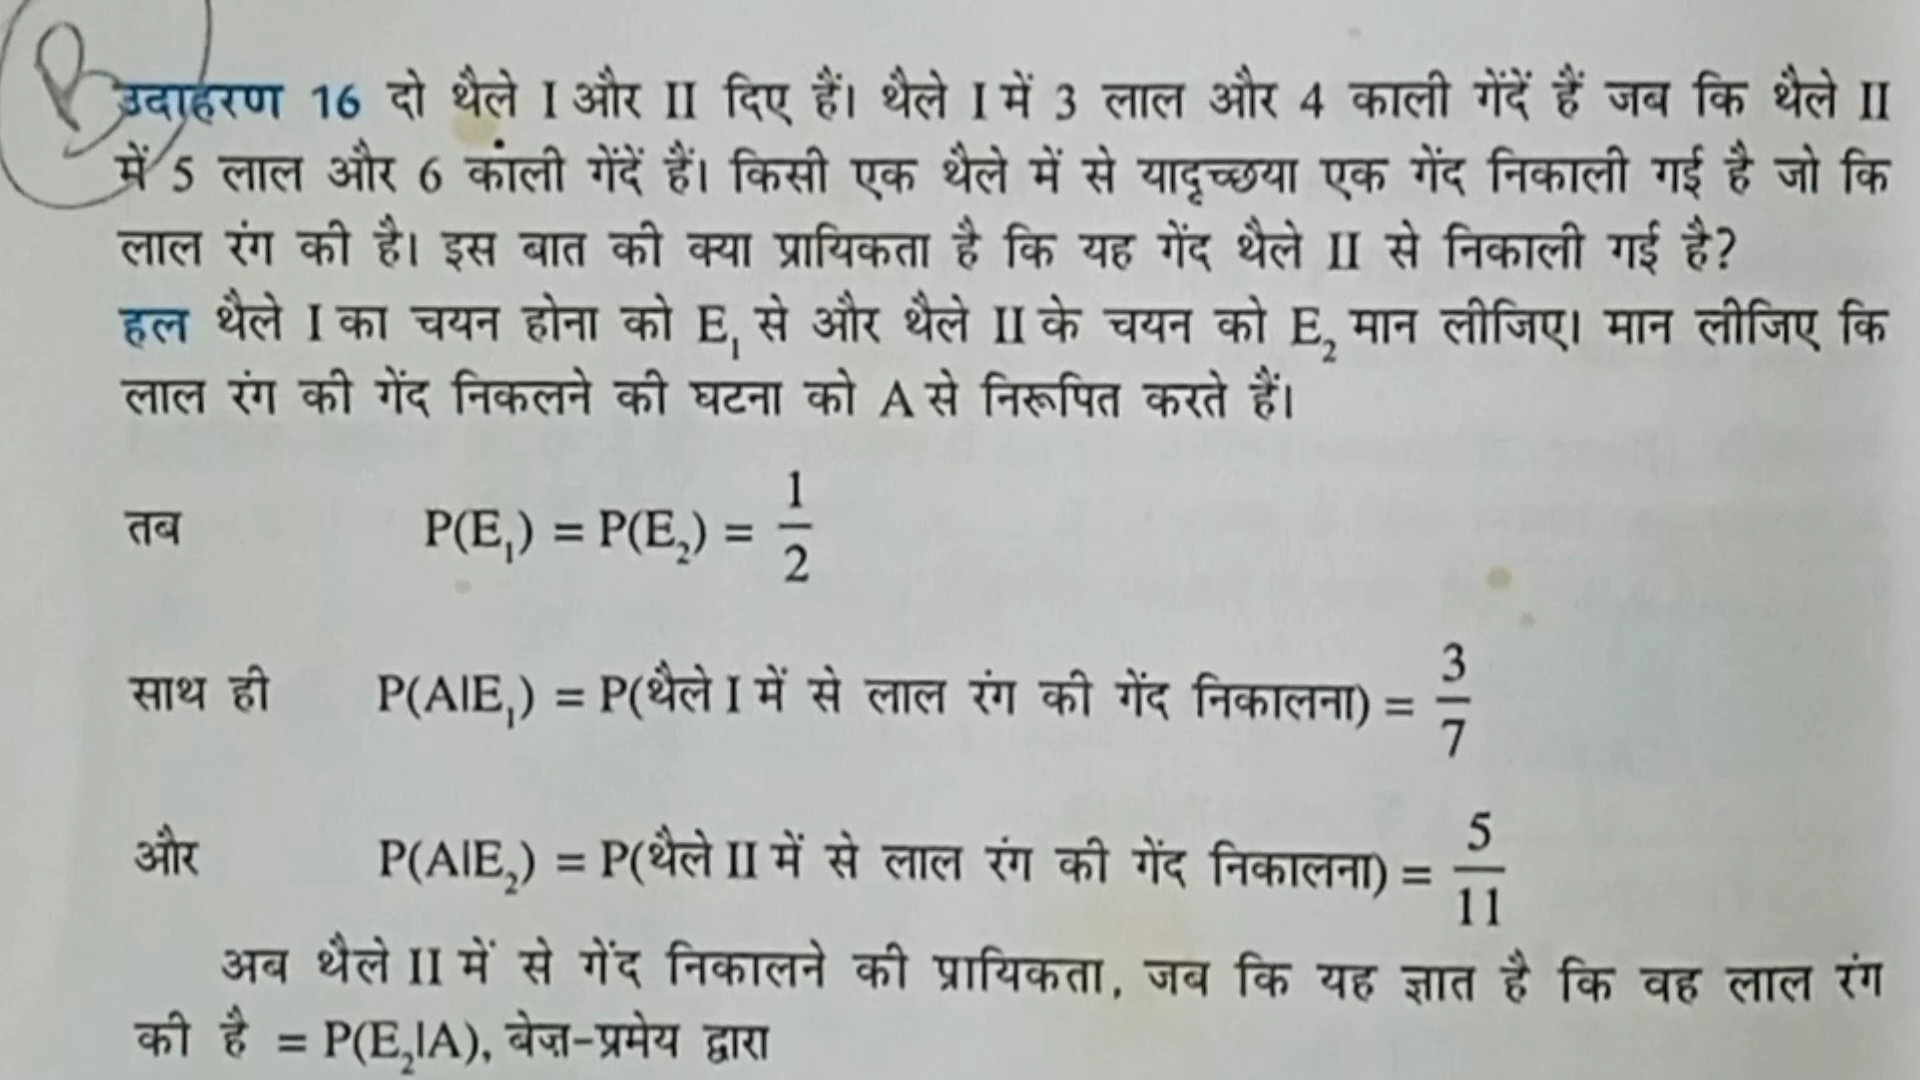 B
उदाहरण 16 दो थैले I और II दिए हैं। थैले I में 3 लाल और 4 काली गेंदें हैं जब कि थैले II
में 5 लाल और 6 काली गेंदें हैं। किसी एक थैले में से यादृच्छया एक गेंद निकाली गई है जो कि
लाल रंग की है। इस बात की क्या प्रायिकता है कि यह गेंद थैले II से निकाली गई है?
हल थैले I का चयन होना को E₁ से और थैले II के चयन को E₂ मान लीजिए। मान लीजिए कि
लाल रंग की गेंद निकलने की घटना को A से निरूपित करते हैं।
तब P(E₁) = P(E₂) = 1/2
साथ ही P(A|E₁) = P(थैले I में से लाल रंग की गेंद निकालना) = 3/7
और P(A|E₂) = P(थैले II में से लाल रंग की गेंद निकालना) = 5/11
अब थैले II में से गेंद निकालने की प्रायिकता, जब कि यह ज्ञात है कि वह लाल रंग
की है = P(E₂|A), बेज़-प्रमेय द्वारा